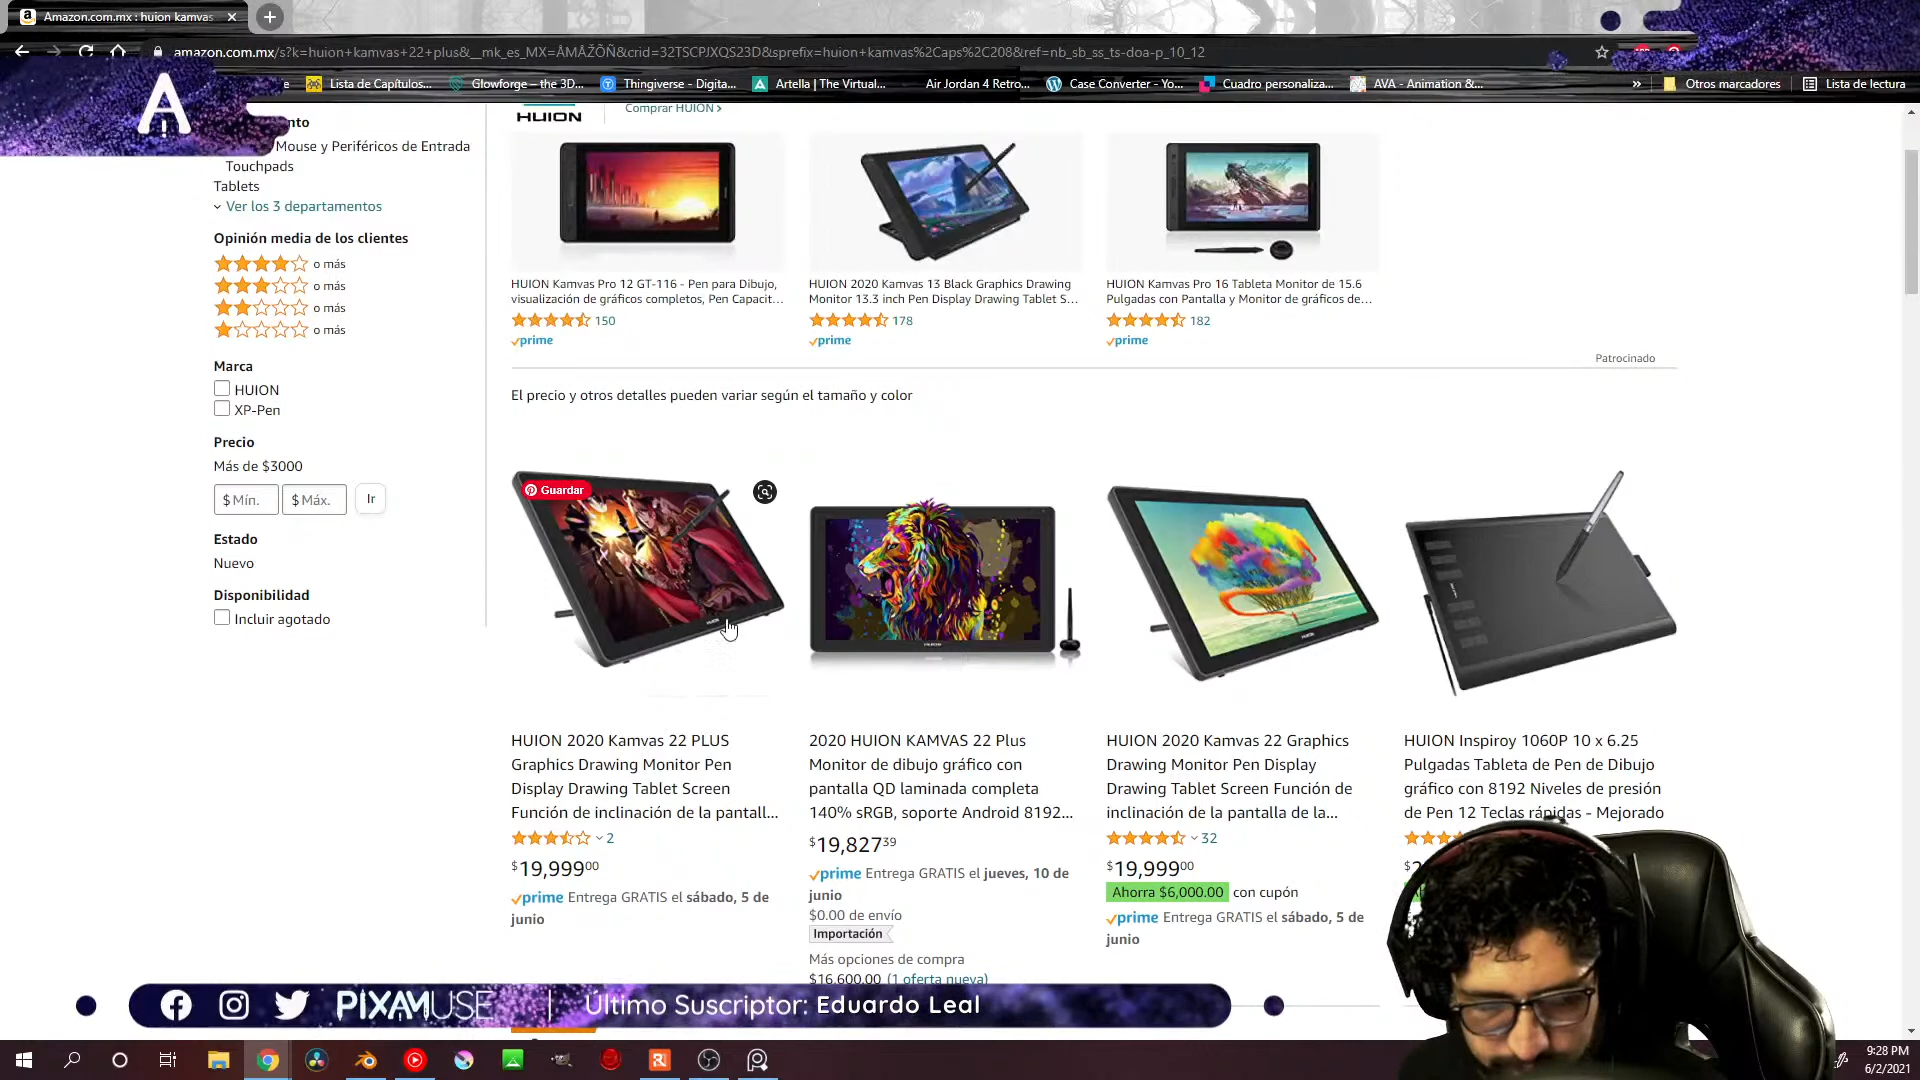 Amazon.com.mx : huion kamvas
amazon.com.mx/s?k=huion+kamvas+22+plus&__mk_es_MX=ÅMÅŽÕÑ&crid=32TSCPJXQS23D&sprefix=huion+kamvas%2Caps%2C208&ref=nb_sb_ss_ts-doa-p_10_12
Lista de Capítulos...
Glowforge – the 3D...
Thingiverse - Digita...
Artella | The Virtual...
Air Jordan 4 Retro...
Case Converter - Yo...
Cuadro personaliza...
AVA - Animation &...
»
Otros marcadores
Lista de lectura
Mouse y Periféricos de Entrada
Touchpads
Tablets
Ver los 3 departamentos
Opinión media de los clientes
o más
o más
o más
o más
Marca
HUION
XP-Pen
Precio
Más de $3000
$ Mín.
$ Máx.
Ir
Estado
Nuevo
Disponibilidad
Incluir agotado
HUION
Comprar HUION ›
HUION Kamvas Pro 12 GT-116 - Pen para Dibujo,
visualización de gráficos completos, Pen Capacit...
150
prime
HUION 2020 Kamvas 13 Black Graphics Drawing
Monitor 13.3 inch Pen Display Drawing Tablet S...
178
prime
HUION Kamvas Pro 16 Tableta Monitor de 15.6
Pulgadas con Pantalla y Monitor de gráficos de...
182
prime
Patrocinado
El precio y otros detalles pueden variar según el tamaño y color
Guardar
HUION 2020 Kamvas 22 PLUS
Graphics Drawing Monitor Pen
Display Drawing Tablet Screen
Función de inclinación de la pantall...
2
$19,999.00
prime Entrega GRATIS el sábado, 5 de
junio
2020 HUION KAMVAS 22 Plus
Monitor de dibujo gráfico con
pantalla QD laminada completa
140% sRGB, soporte Android 8192...
$19,827.39
prime Entrega GRATIS el jueves, 10 de
junio
$0.00 de envío
Importación
Más opciones de compra
$16,600.00 (1 oferta nueva)
HUION 2020 Kamvas 22 Graphics
Drawing Monitor Pen Display
Drawing Tablet Screen Función de
inclinación de la pantalla de la...
32
$19,999.00
Ahorra $6,000.00 con cupón
prime Entrega GRATIS el sábado, 5 de
junio
HUION Inspiroy 1060P 10 x 6.25
Pulgadas Tableta de Pen de Dibujo
gráfico con 8192 Niveles de presión
de Pen 12 Teclas rápidas - Mejorado
PIXAMUSE
Último Suscriptor: Eduardo Leal
9:28 PM
6/2/2021